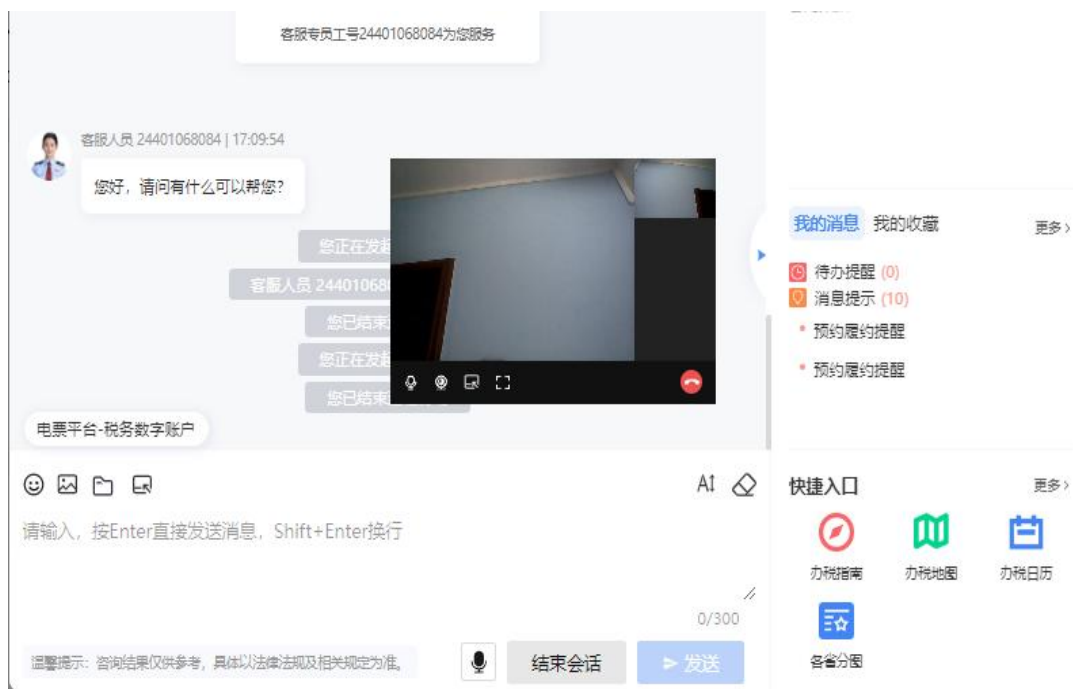 客服专员工号24401068084为您服务
客服人员 24401068084 | 17:09:54
您好，请问有什么可以帮您?
您正在发起
客服人员 2440106
您已结束
您正在发起
您已结束
电票平台-税务数字账户
请输入，按Enter直接发送消息，Shift+Enter换行
0/300
温馨提示：咨询结果仅供参考，具体以法律法规及相关规定为准。
结束会话
发送
我的消息 我的收藏 更多
待办提醒 (0)
消息提示 (10)
预约履约提醒
预约履约提醒
快捷入口 更多
办税指南 办税地图 办税日历
各省分图